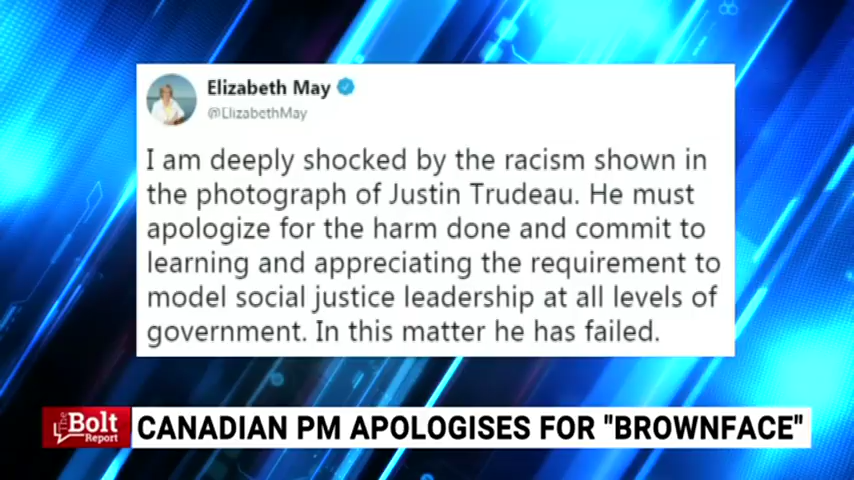 Elizabeth May
@ElizabethMay
I am deeply shocked by the racism shown in
the photograph of Justin Trudeau. He must
apologize for the harm done and commit to
learning and appreciating the requirement to
model social justice leadership at all levels of
government. In this matter he has failed.
The Bolt Report
CANADIAN PM APOLOGISES FOR "BROWNFACE"